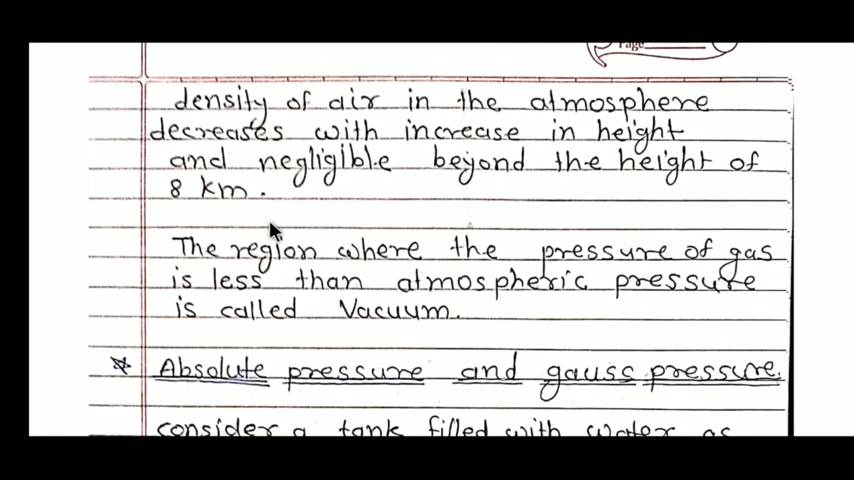 Page
density of air in the atmosphere
decreases with increase in height
and negligible beyond the height of
8 km.
The region where the pressure of gas
is less than atmospheric pressure
is called Vacuum.
* Absolute pressure and gauss pressure.
consider a tank filled with water as